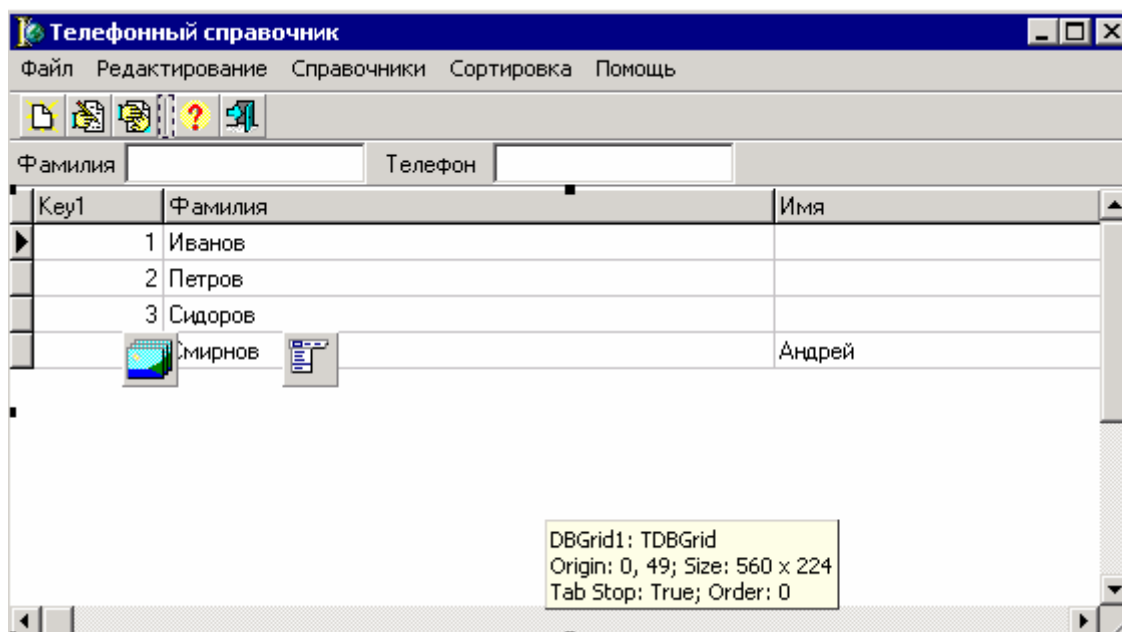 Телефонный справочник
Файл Редактирование Справочники Сортировка Помощь
?
Фамилия Телефон
Key1 Фамилия Имя
1 Иванов
2 Петров
3 Сидоров
Смирнов Андрей
DBGrid1: TDBGrid
Origin: 0, 49; Size: 560 x 224
Tab Stop: True; Order: 0